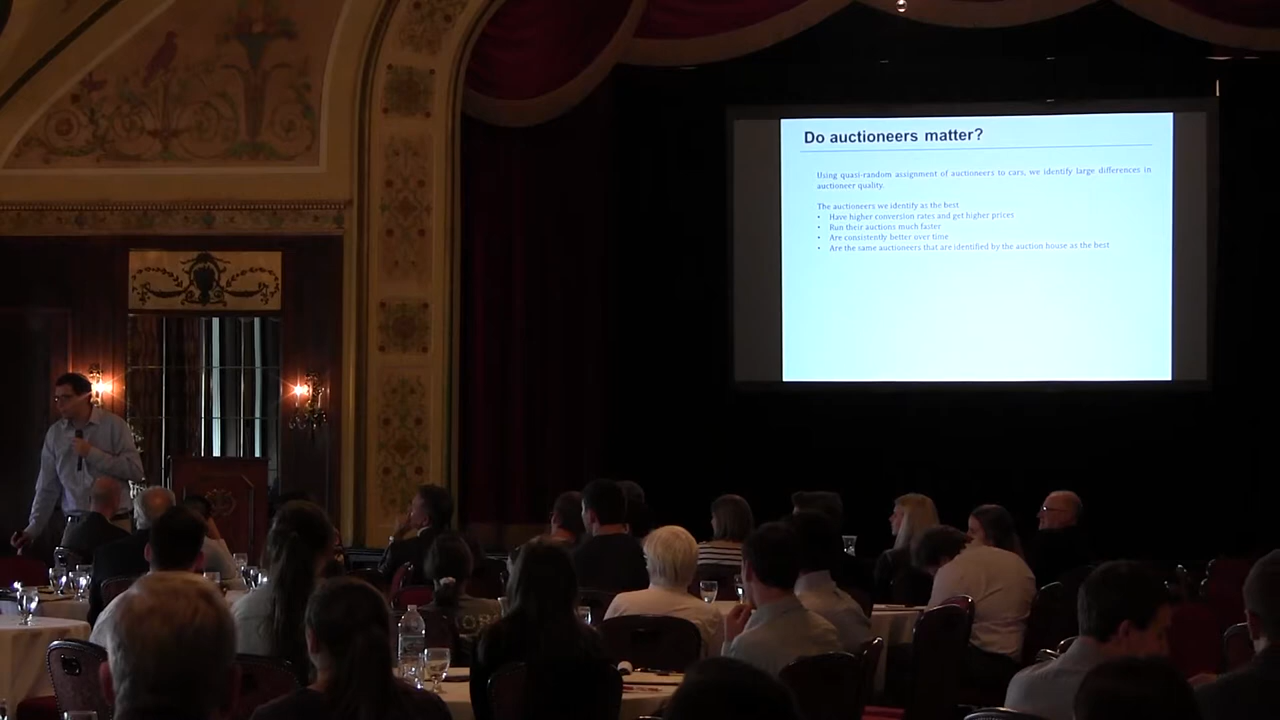 Do auctioneers matter?
Using quasi-random assignment of auctioneers to cars, we identify large differences in
auctioneer quality.
The auctioneers we identify as the best
• Have higher conversion rates and get higher prices
• Run their auctions much faster
• Are consistently better over time
• Are the same auctioneers that are identified by the auction house as the best